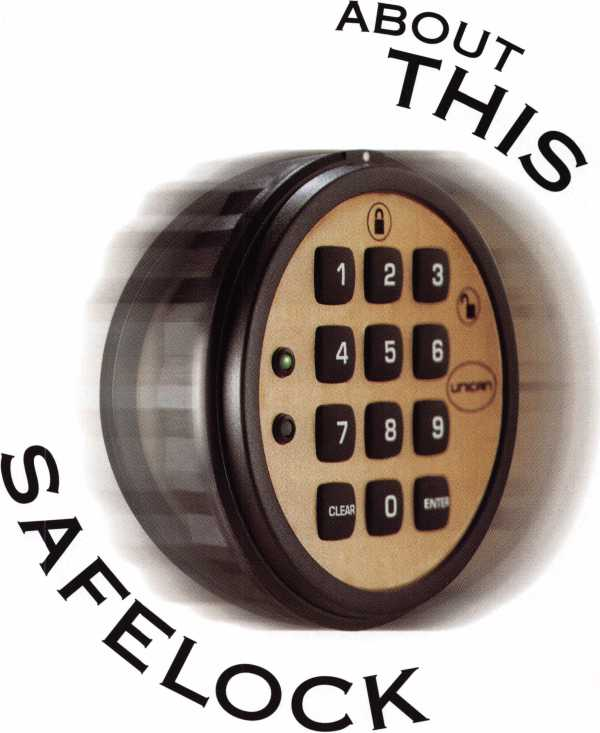 ABOUT
THIS
1 2 3
4 5 6
UNICAN
7 8 9
CLEAR 0 ENTER
SAFELOCK